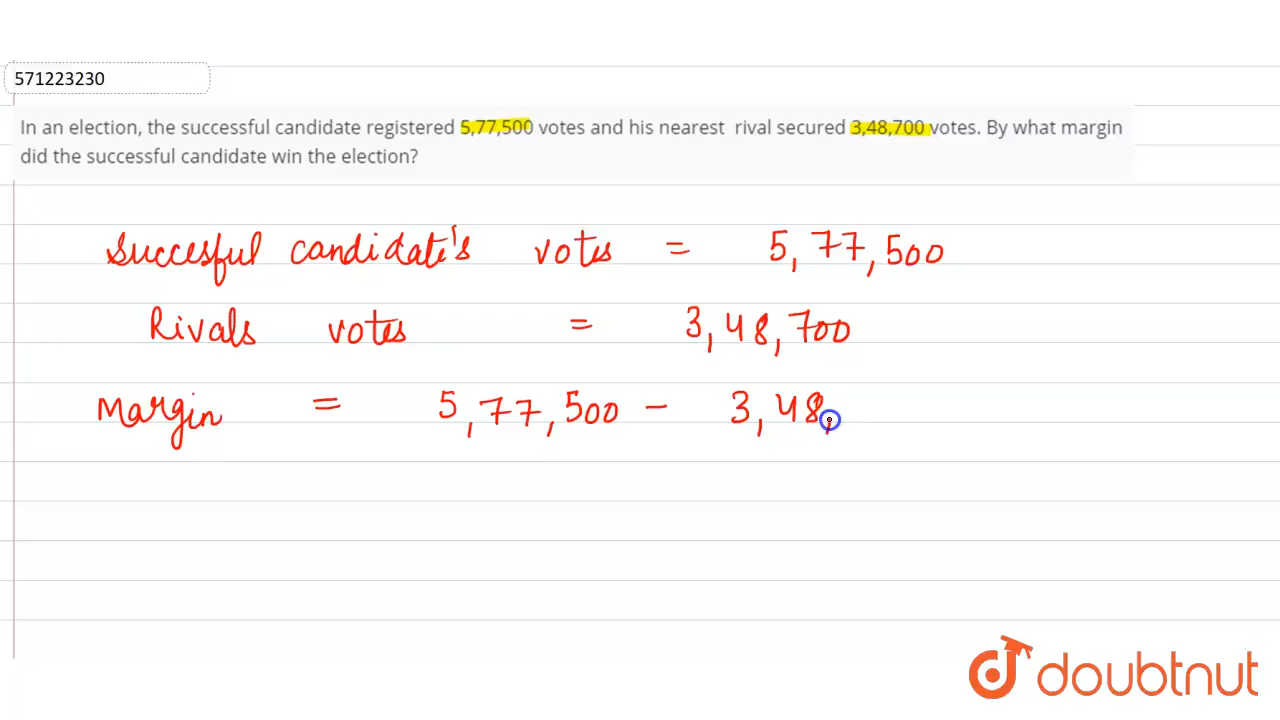 571223230
In an election, the successful candidate registered 5,77,500 votes and his nearest rival secured 3,48,700 votes. By what margin
did the successful candidate win the election?
Succesful candidate's votes = 5,77,500
Rivals votes = 3,48,700
Margin = 5,77,500 - 3,48,
doubtnut